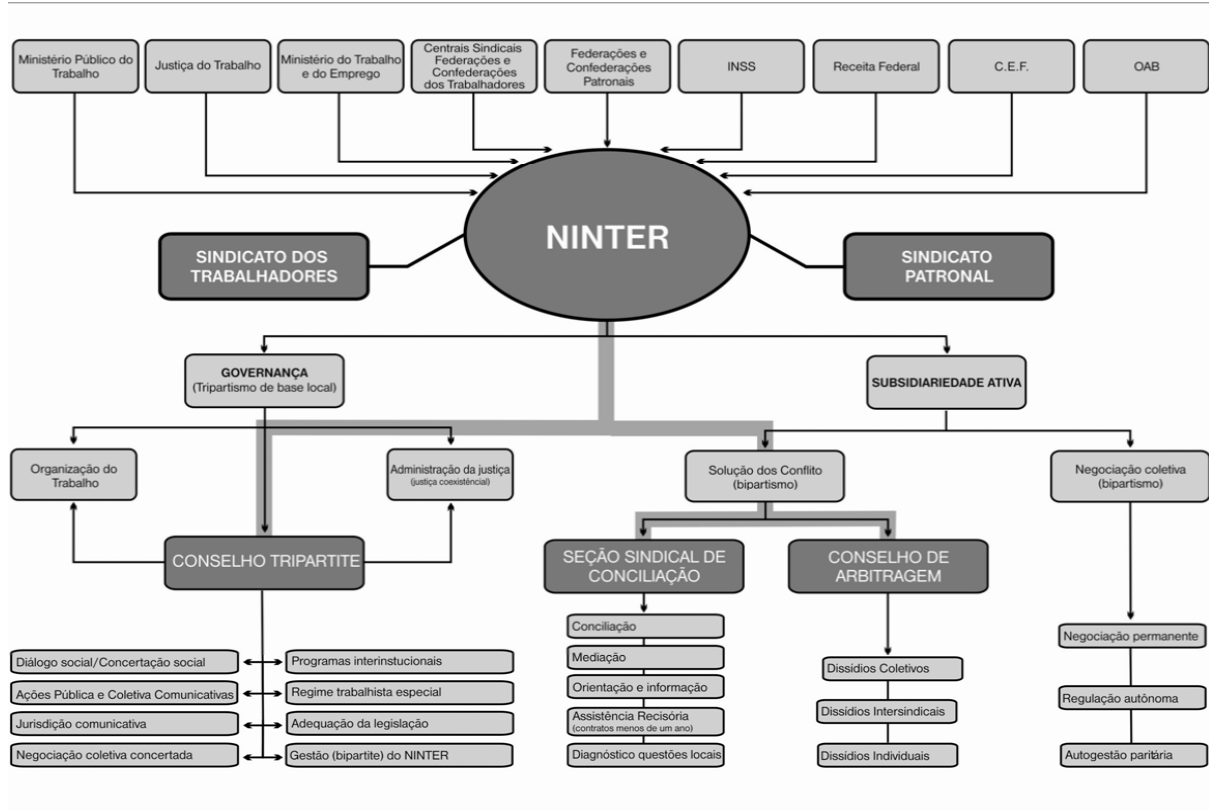 Ministério Público do
Trabalho
Justiça do Trabalho
Ministério do Trabalho
e do Emprego
Centrais Sindicais
Federações e
Confederações
dos Trabalhadores
Federações e
Confederações
Patronais
INSS
Receita Federal
C.E.F.
OAB
NINTER
SINDICATO DOS
TRABALHADORES
SINDICATO
PATRONAL
GOVERNANÇA
(Tripartismo de base local)
SUBSIDIARIEDADE ATIVA
Organização do
Trabalho
Administração da justiça
(justiça coexistêncial)
Solução dos Conflito
(bipartismo)
Negociação coletiva
(bipartismo)
CONSELHO TRIPARTITE
SEÇÃO SINDICAL DE
CONCILIAÇÃO
CONSELHO DE
ARBITRAGEM
Diálogo social/Concertação social
Programas interinstucionais
Ações Pública e Coletiva Comunicativas
Regime trabalhista especial
Jurisdição comunicativa
Adequação da legislação
Negociação coletiva concertada
Gestão (bipartite) do NINTER
Conciliação
Mediação
Orientação e informação
Assistência Recisória
(contratos menos de um ano)
Diagnóstico questões locais
Dissídios Coletivos
Dissídios Intersindicais
Dissídios Individuais
Negociação permanente
Regulação autônoma
Autogestão paritária